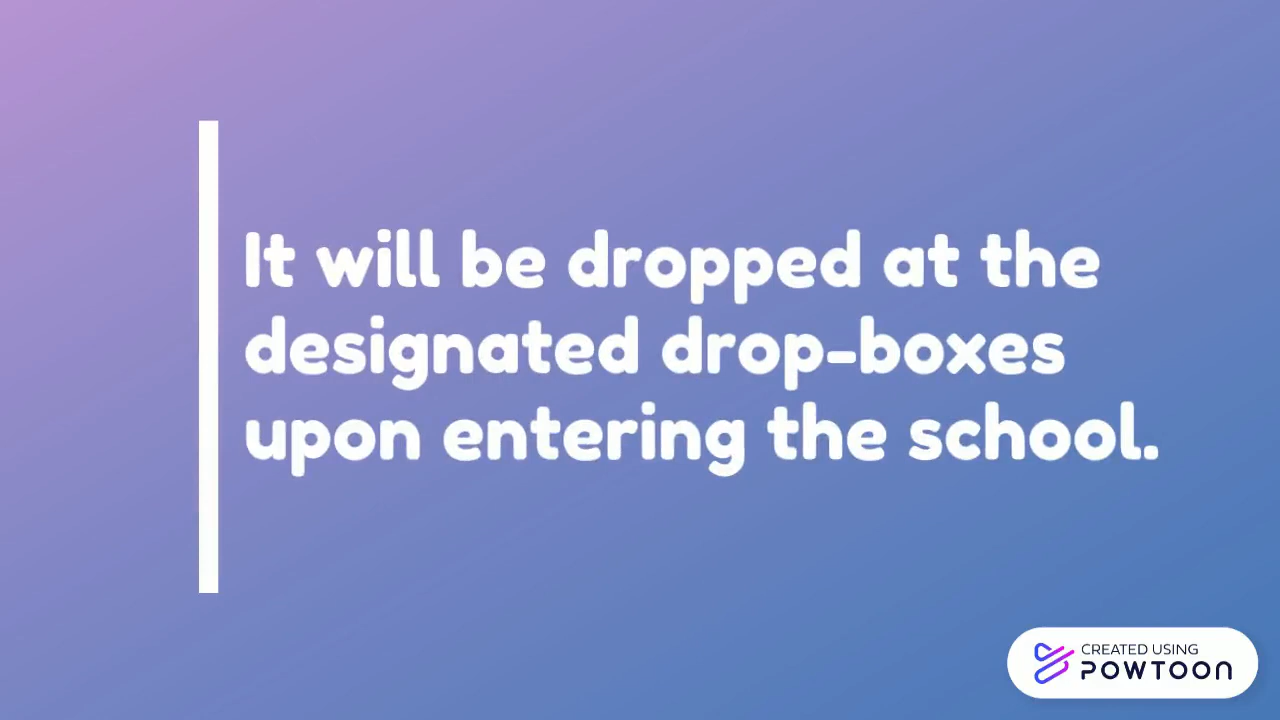 It will be dropped at the
designated drop-boxes
upon entering the school.
CREATED USING
POWTOON